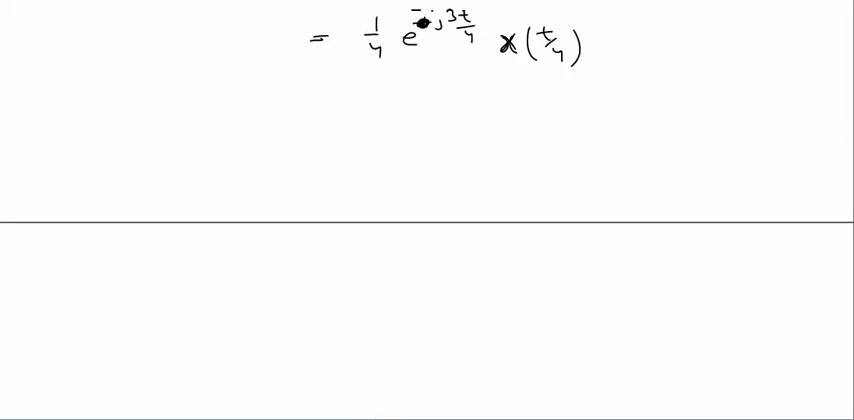 = 1/4 e^{-j3t/4} x(t/4)